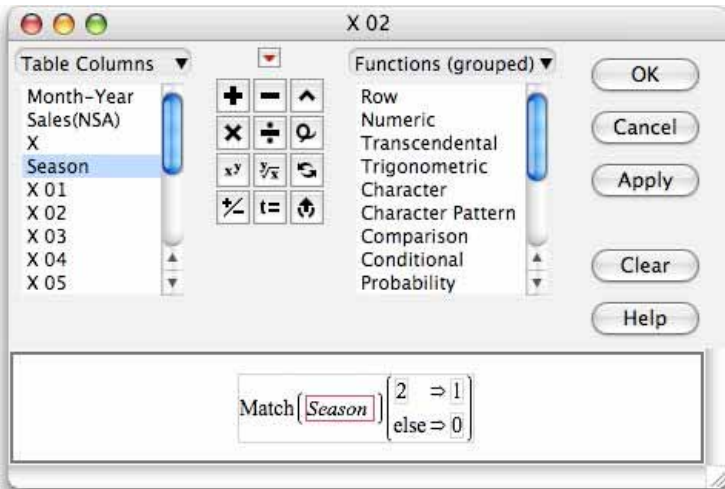 X 02
Table Columns ▼
Month-Year
Sales(NSA)
X
Season
X 01
X 02
X 03
X 04
X 05
+ − ^
× ÷
xʸ ʸ√x
+/− t=
Functions (grouped) ▼
Row
Numeric
Transcendental
Trigonometric
Character
Character Pattern
Comparison
Conditional
Probability
OK
Cancel
Apply
Clear
Help
Match(Season)
2 ⇒ 1
else ⇒ 0